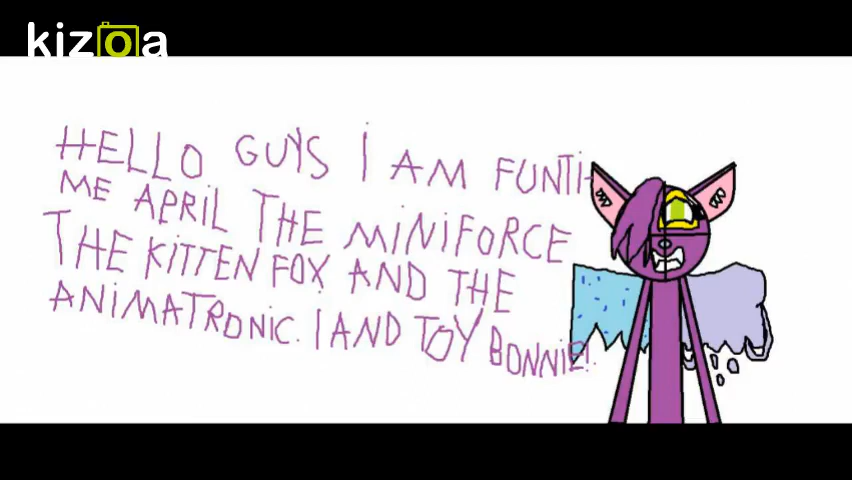 kizoa
HELLO GUYS I AM FUNTI-
ME APRIL THE MINIFORCE
THE KITTEN FOX AND THE
ANIMATRONIC. I AND TOY BONNIE!.